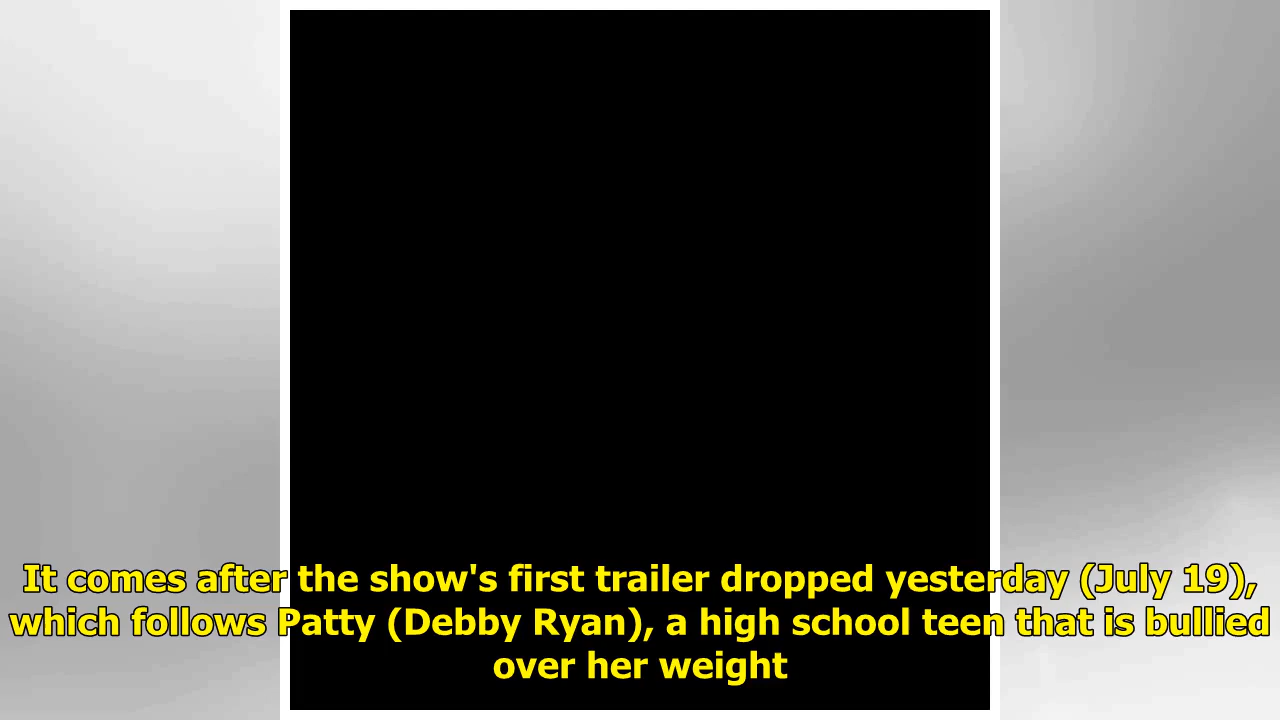 It comes after the show's first trailer dropped yesterday (July 19),
which follows Patty (Debby Ryan), a high school teen that is bullied
over her weight